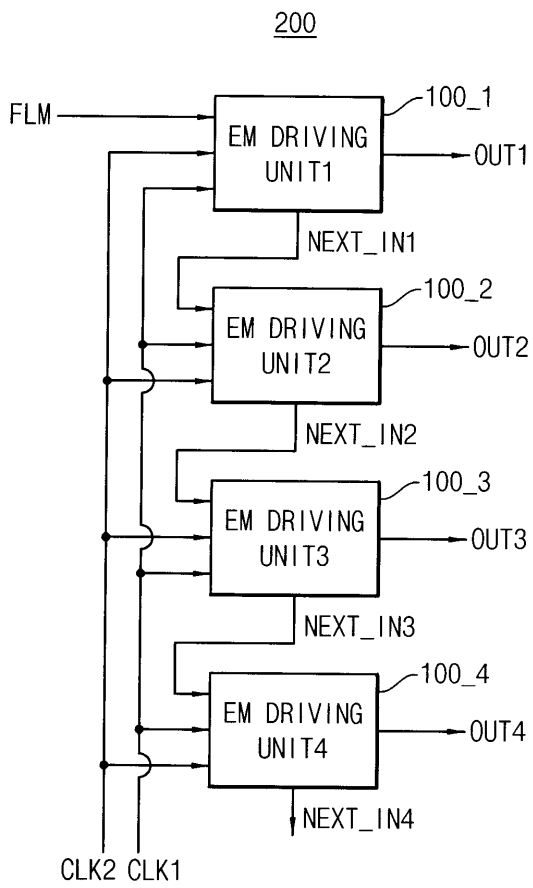 200
100_1
FLM
EM DRIVING
UNIT1
OUT1
NEXT_IN1
100_2
EM DRIVING
UNIT2
OUT2
NEXT_IN2
100_3
EM DRIVING
UNIT3
OUT3
NEXT_IN3
100_4
EM DRIVING
UNIT4
OUT4
NEXT_IN4
CLK2 CLK1